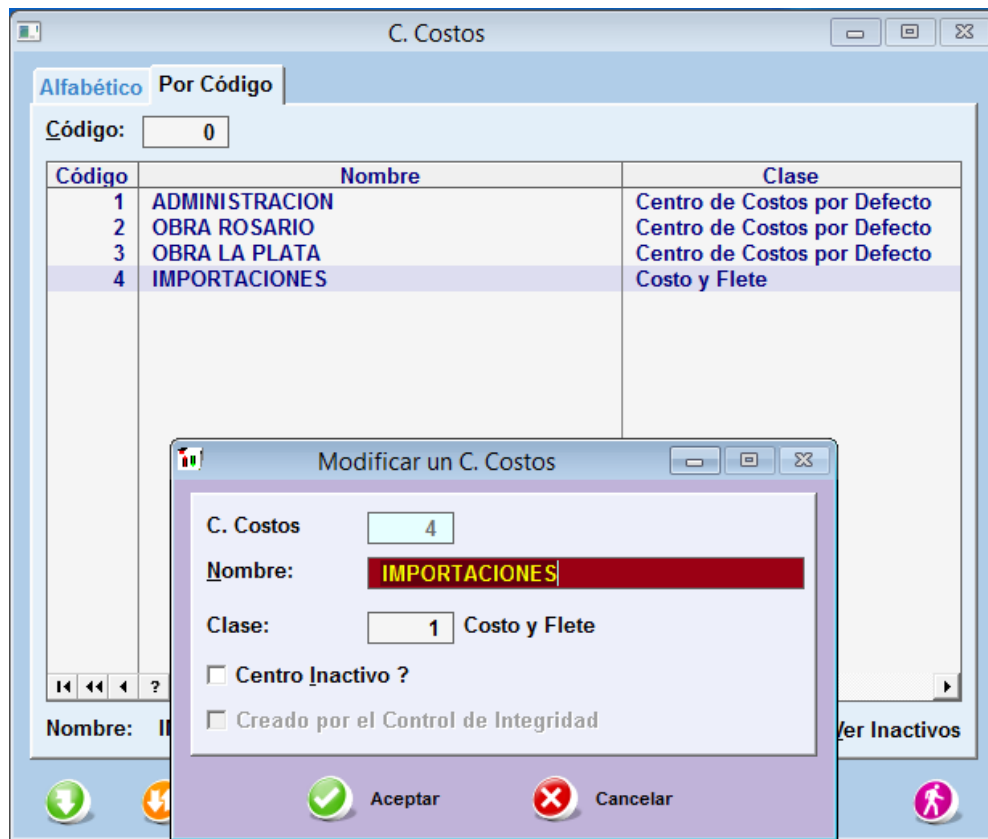 C. Costos
Alfabético Por Código
Código: 0
Código Nombre Clase
1 ADMINISTRACION Centro de Costos por Defecto
2 OBRA ROSARIO Centro de Costos por Defecto
3 OBRA LA PLATA Centro de Costos por Defecto
4 IMPORTACIONES Costo y Flete
Modificar un C. Costos
C. Costos 4
Nombre: IMPORTACIONES
Clase: 1 Costo y Flete
Centro Inactivo ?
Creado por el Control de Integridad
?
Nombre: Inactivos
Aceptar Cancelar